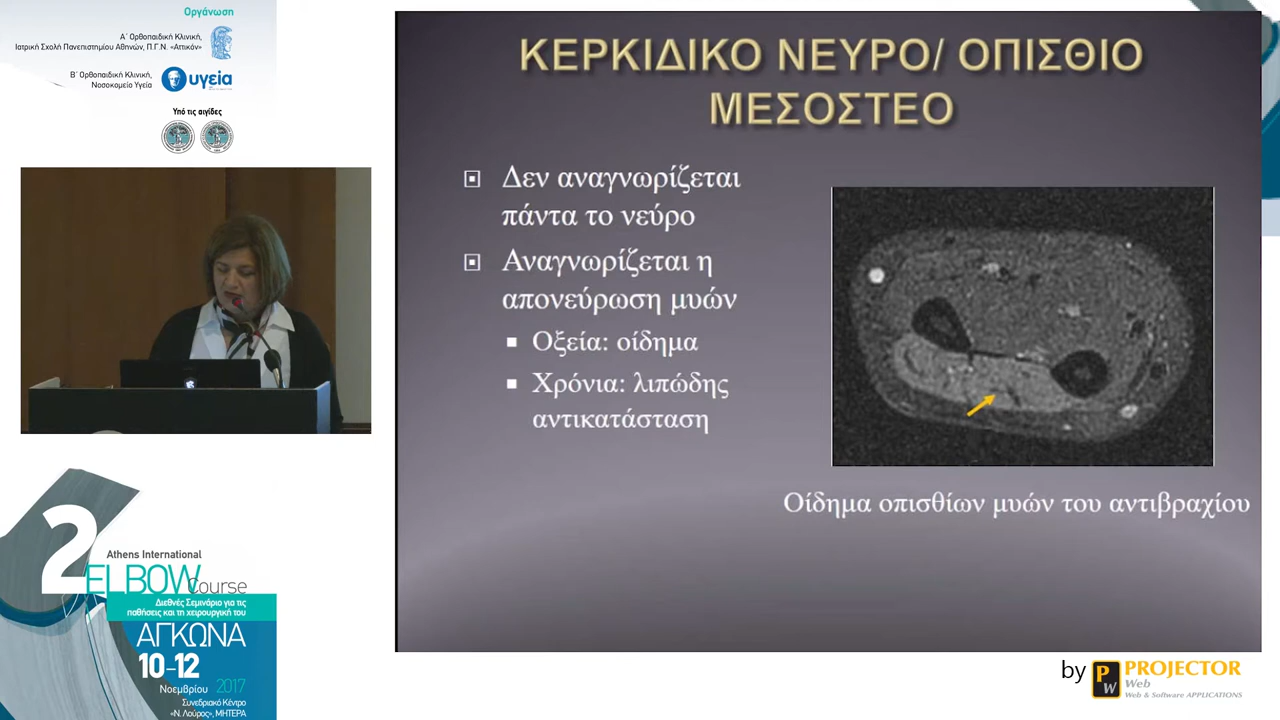 Οργάνωση
Α΄ Ορθοπαιδική Κλινική,
Ιατρική Σχολή Πανεπιστημίου Αθηνών, Π.Γ.Ν. «Αττικόν»
Β΄ Ορθοπαιδική Κλινική,
Νοσοκομείο Υγεία
υγεία
Υπό τις αιγίδες
ΚΕΡΚΙΔΙΚΟ ΝΕΥΡΟ/ ΟΠΙΣΘΙΟ
ΜΕΣΟΣΤΕΟ
Δεν αναγνωρίζεται
πάντα το νεύρο
Αναγνωρίζεται η
απονεύρωση μυών
Οξεία: οίδημα
Χρόνια: λιπώδης
αντικατάσταση
Οίδημα οπισθίων μυών του αντιβραχίου
2
Athens International
ELBOW Course
Διεθνές Σεμινάριο για τις
παθήσεις και τη χειρουργική του
ΑΓΚΩΝΑ
10-12
Νοεμβρίου 2017
Συνεδριακό Κέντρο
«Ν. Λούρος», ΜΗΤΕΡΑ
by PW PROJECTOR
Web
Web & Software APPLICATIONS